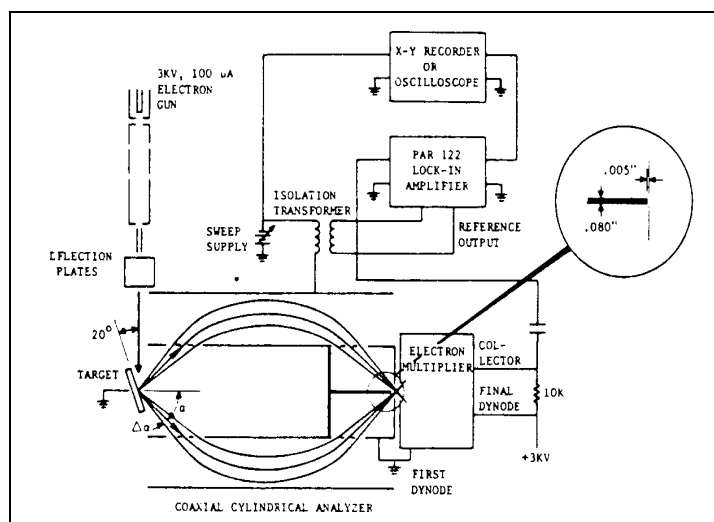 X-Y RECORDER
OR
OSCILLOSCOPE
3KV, 100 uA
ELECTRON
GUN
PAR 122
LOCK-IN
AMPLIFIER
.005"
.080"
ISOLATION
TRANSFORMER
SWEEP
SUPPLY
REFERENCE
OUTPUT
EFLECTION
PLATES
20°
TARGET
α
Δα
ELECTRON
MULTIPLIER
COL-
LECTOR
FINAL
DYNODE
10K
+3KV
FIRST
DYNODE
COAXIAL CYLINDRICAL ANALYZER